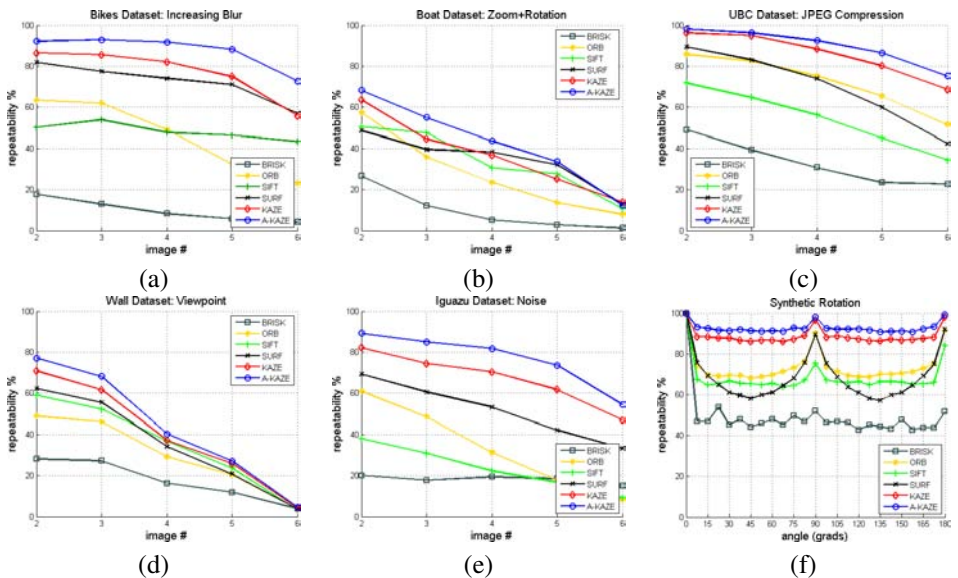 Bikes Dataset: Increasing Blur
repeatability %
100
80
60
40
20
0
2 3 4 5 6
image #
BRISK
ORB
SIFT
SURF
KAZE
A-KAZE
(a)
Boat Dataset: Zoom+Rotation
repeatability %
100
80
60
40
20
0
2 3 4 5 6
image #
BRISK
ORB
SIFT
SURF
KAZE
A-KAZE
(b)
UBC Dataset: JPEG Compression
repeatability %
100
80
60
40
20
0
2 3 4 5 6
image #
BRISK
ORB
SIFT
SURF
KAZE
A-KAZE
(c)
Wall Dataset: Viewpoint
repeatability %
100
80
60
40
20
0
2 3 4 5 6
image #
BRISK
ORB
SIFT
SURF
KAZE
A-KAZE
(d)
Iguazu Dataset: Noise
repeatability %
100
80
60
40
20
0
2 3 4 5 6
image #
BRISK
ORB
SIFT
SURF
KAZE
A-KAZE
(e)
Synthetic Rotation
repeatability %
100
80
60
40
20
0
0 15 30 45 60 75 90 105 120 135 150 165 180
angle (grads)
BRISK
ORB
SIFT
SURF
KAZE
A-KAZE
(f)